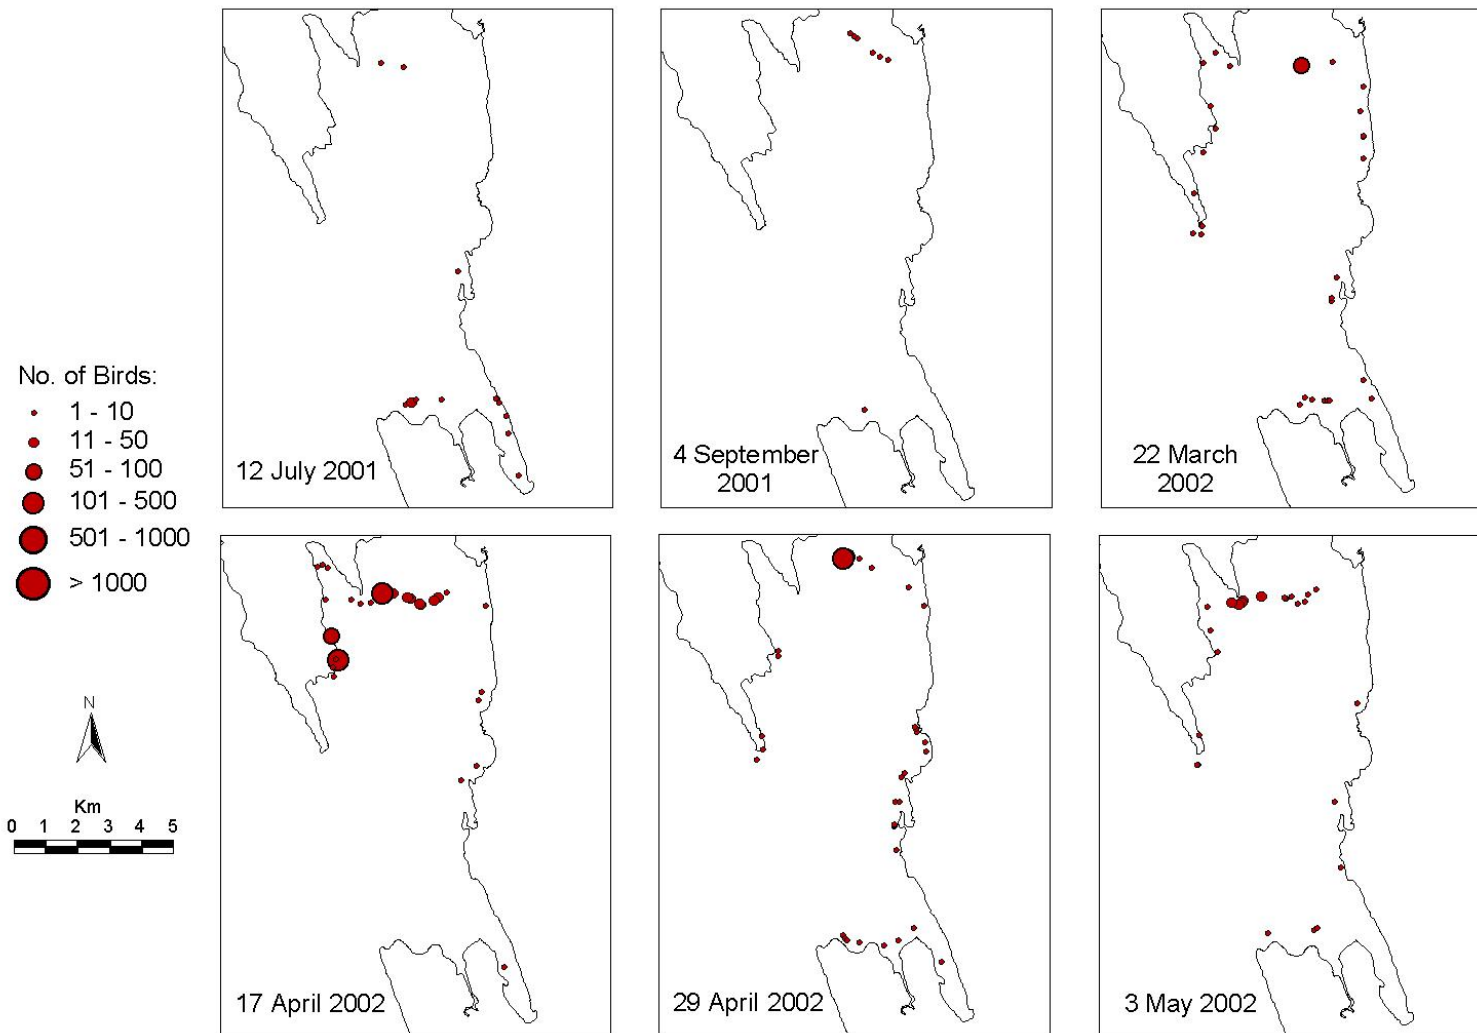 12 July 2001
4 September
2001
22 March
2002
No. of Birds:
1 - 10
11 - 50
51 - 100
101 - 500
501 - 1000
> 1000
N
Km
0 1 2 3 4 5
17 April 2002
29 April 2002
3 May 2002